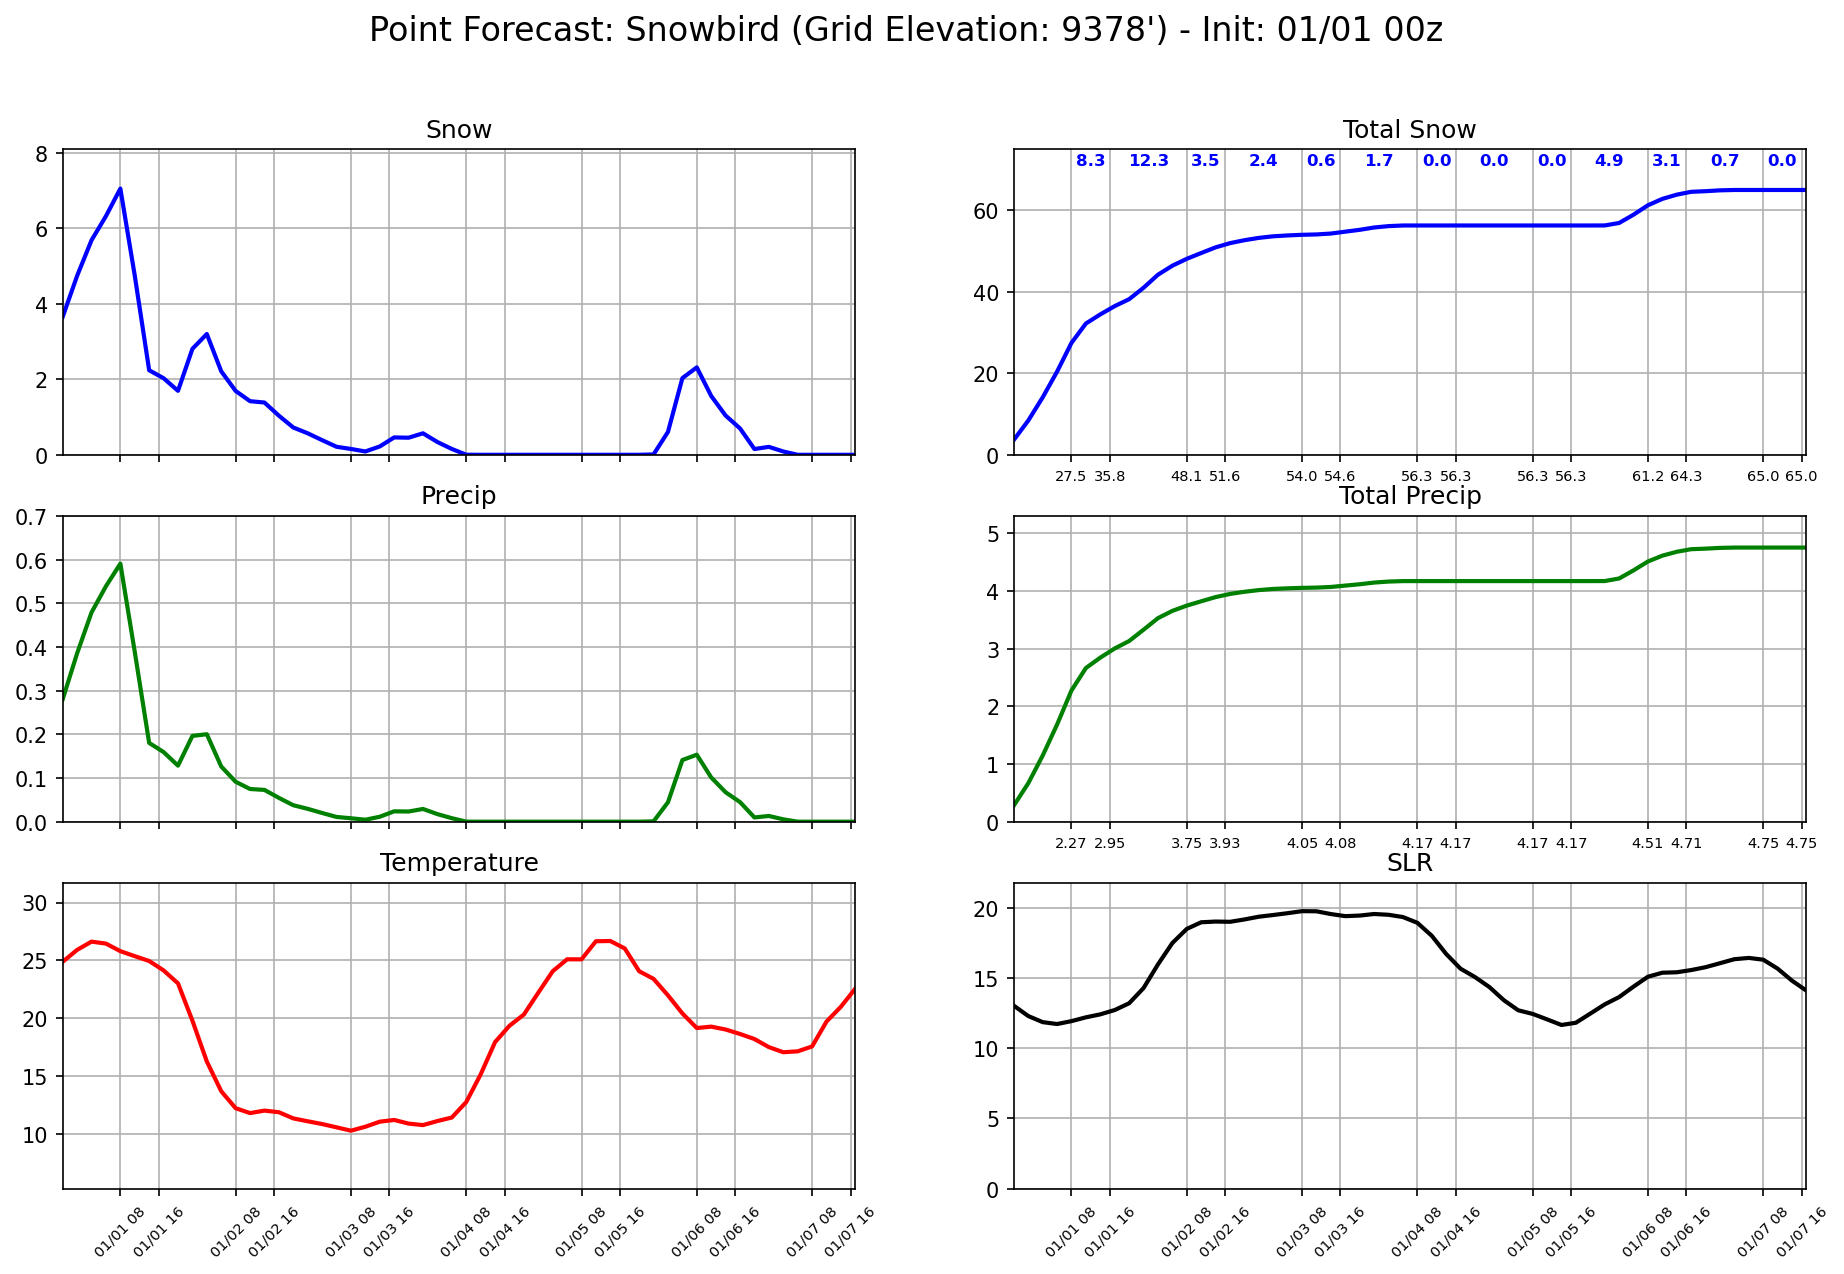 Point Forecast: Snowbird (Grid Elevation: 9378') - Init: 01/01 00z
Snow
8
6
4
2
0
Total Snow
8.3 12.3 3.5 2.4 0.6 1.7 0.0 0.0 0.0 4.9 3.1 0.7 0.0
60
40
20
0
27.5 35.8 48.1 51.6 54.0 54.6 56.3 56.3 56.3 56.3 61.2 64.3 65.0 65.0
Precip
0.7
0.6
0.5
0.4
0.3
0.2
0.1
0.0
Total Precip
5
4
3
2
1
0
2.27 2.95 3.75 3.93 4.05 4.08 4.17 4.17 4.17 4.17 4.51 4.71 4.75 4.75
Temperature
30
25
20
15
10
01/01 08 01/01 16 01/02 08 01/02 16 01/03 08 01/03 16 01/04 08 01/04 16 01/05 08 01/05 16 01/06 08 01/06 16 01/07 08 01/07 16
SLR
20
15
10
5
0
01/01 08 01/01 16 01/02 08 01/02 16 01/03 08 01/03 16 01/04 08 01/04 16 01/05 08 01/05 16 01/06 08 01/06 16 01/07 08 01/07 16